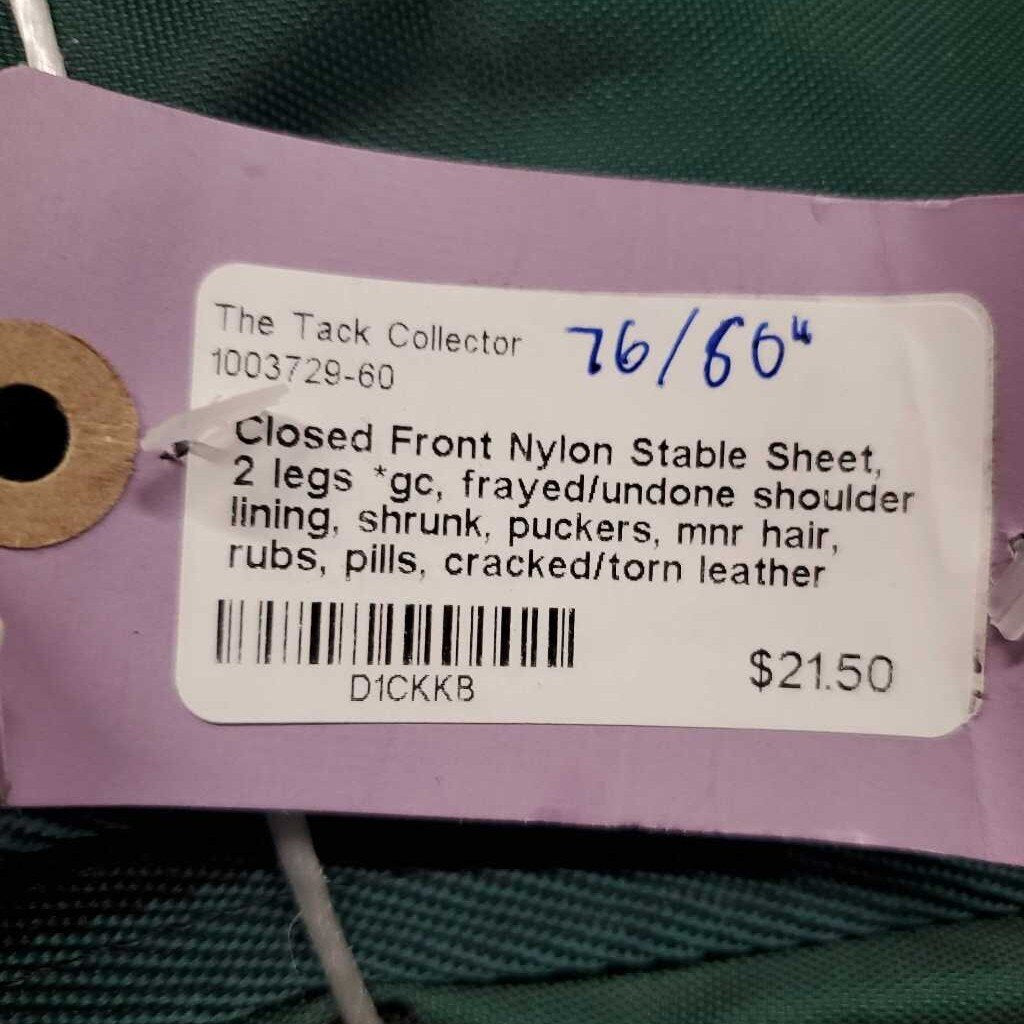 The Tack Collector
76/80"
1003729-60
Closed Front Nylon Stable Sheet,
2 legs *gc, frayed/undone shoulder
lining, shrunk, puckers, mnr hair,
rubs, pills, cracked/torn leather
D1CKKB
$21.50